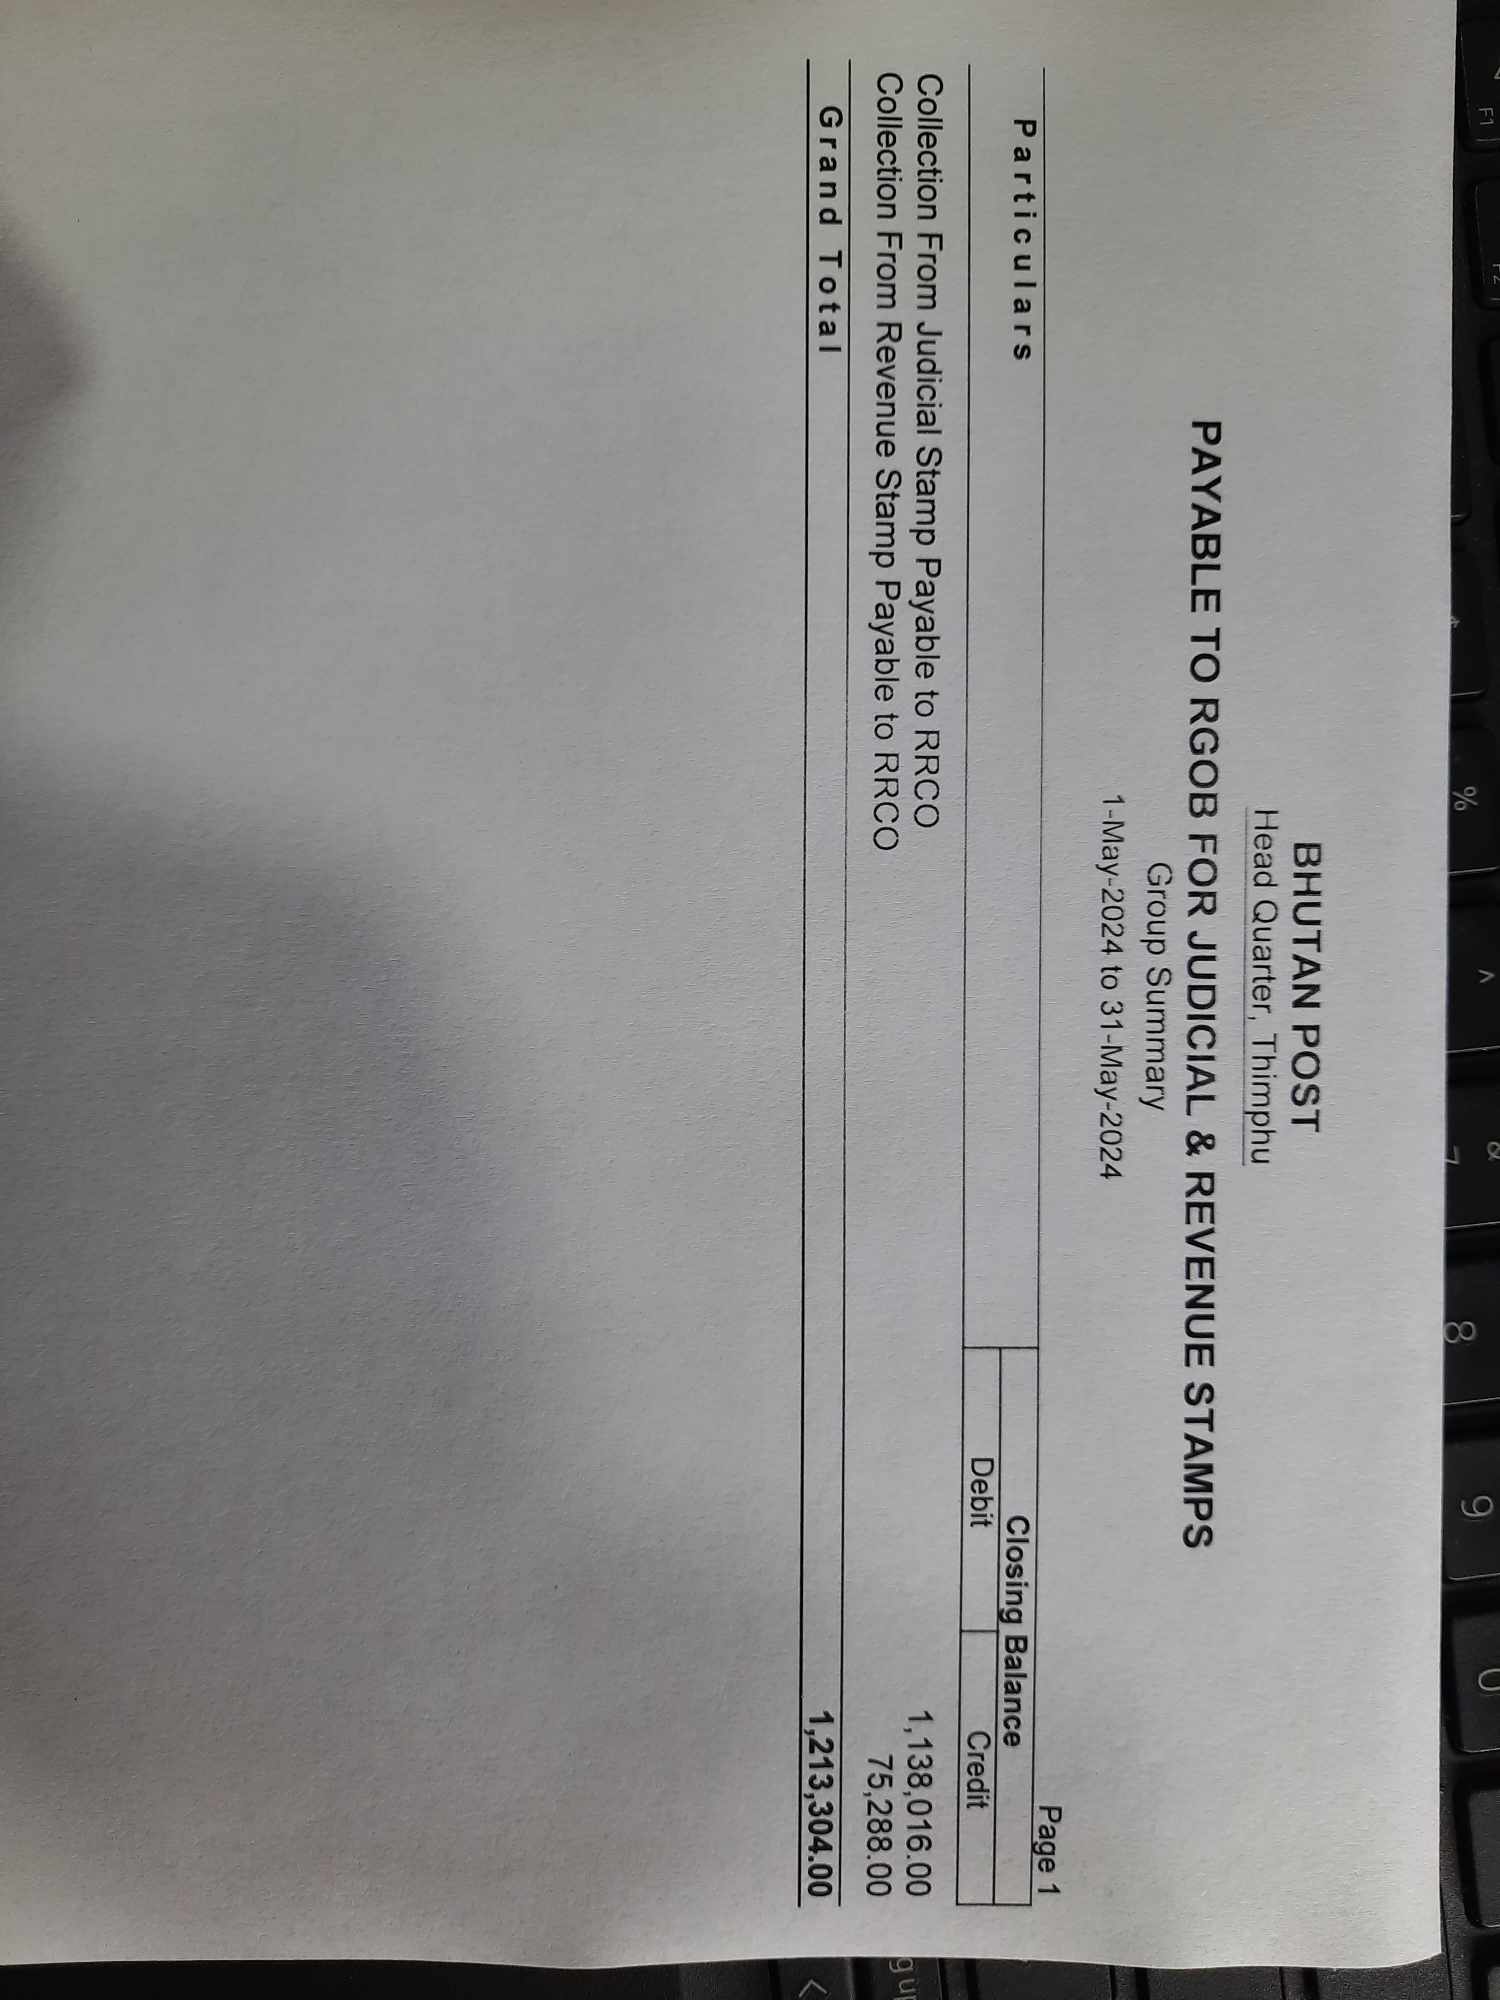 BHUTAN POST
Head Quarter, Thimphu
PAYABLE TO RGOB FOR JUDICIAL & REVENUE STAMPS
Group Summary
1-May-2024 to 31-May-2024
Page 1
Particulars
Closing Balance
Debit Credit
Collection From Judicial Stamp Payable to RRCO 1,138,016.00
Collection From Revenue Stamp Payable to RRCO 75,288.00
Grand Total 1,213,304.00
F1
%
^
&
7
8
9
0
<